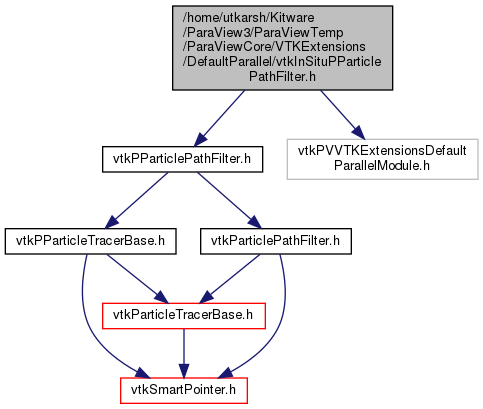 /home/utkarsh/Kitware
/ParaView3/ParaViewTemp
/ParaViewCore/VTKExtensions
/DefaultParallel/vtkInSituPParticle
PathFilter.h
vtkPParticlePathFilter.h
vtkPVVTKExtensionsDefault
ParallelModule.h
vtkPParticleTracerBase.h
vtkParticlePathFilter.h
vtkParticleTracerBase.h
vtkSmartPointer.h